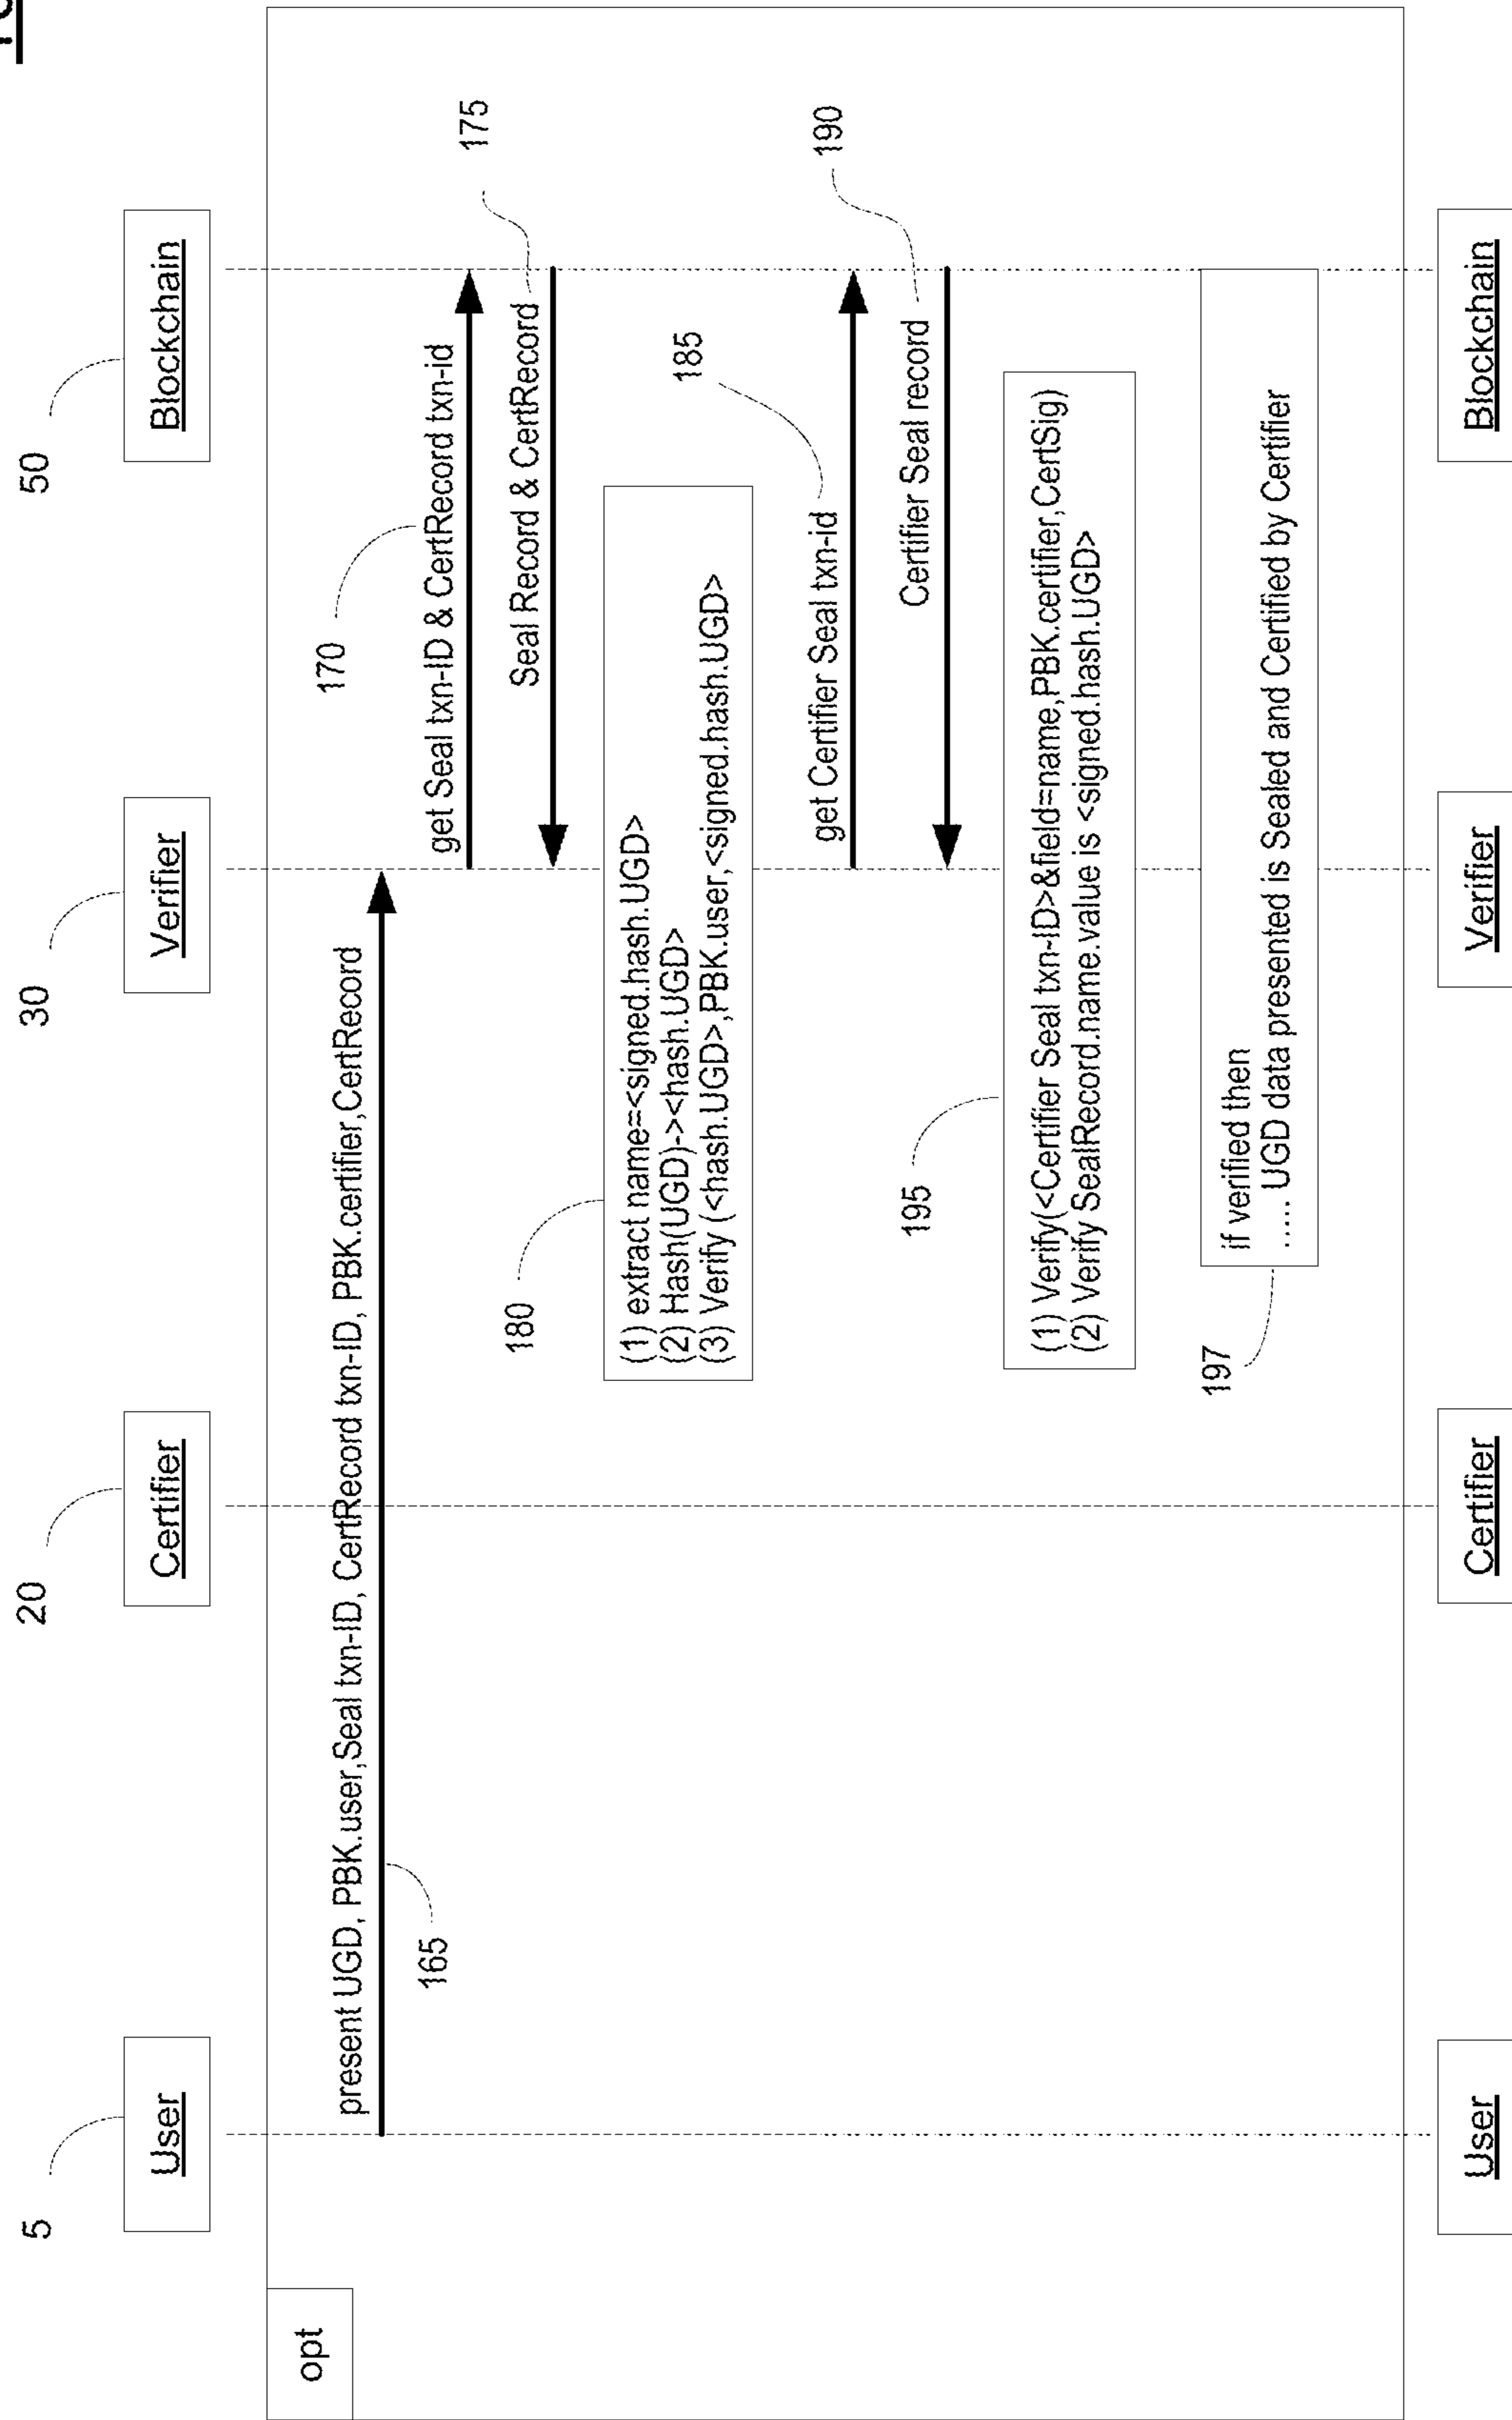 5
20
30
50
User
Certifier
Verifier
Blockchain
opt
present UGD, PBK.user,Seal txn-ID, CertRecord txn-ID, PBK.certifier,CertRecord
165
170
get Seal txn-ID & CertRecord txn-id
175
Seal Record & CertRecord
180
(1) extract name=<signed.hash.UGD>
(2) Hash(UGD)-><hash.UGD>
(3) Verify (<hash.UGD>,PBK.user,<signed.hash.UGD>
185
get Certifier Seal txn-id
190
Certifier Seal record
195
(1) Verify(<Certifier Seal txn-ID>&field=name,PBK.certifier,CertSig)
(2) Verify SealRecord.name.value is <signed.hash.UGD>
197
if verified then
..... UGD data presented is Sealed and Certified by Certifier
User
Certifier
Verifier
Blockchain